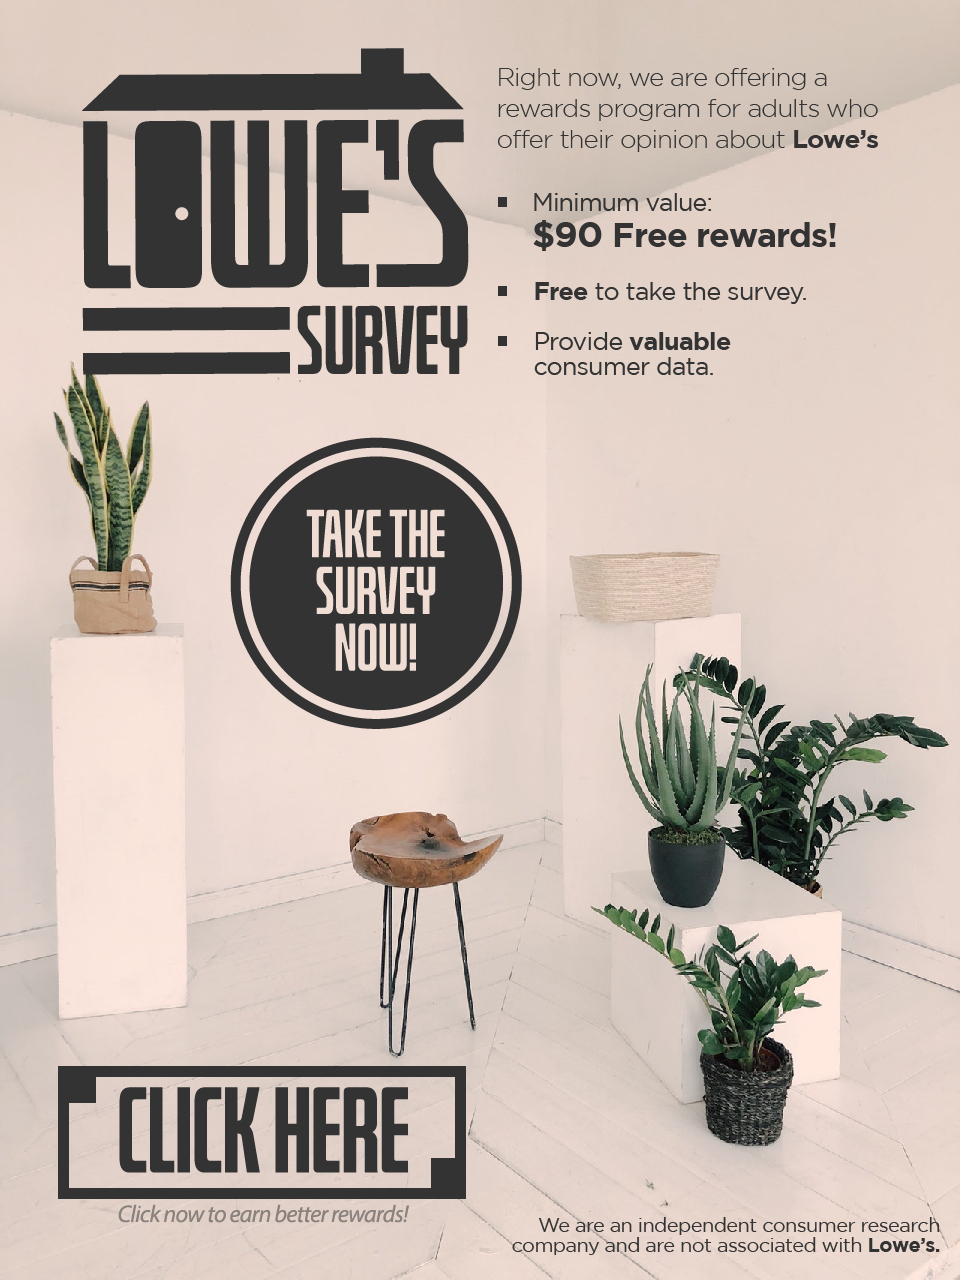 LOWE'S
SURVEY
Right now, we are offering a
rewards program for adults who
offer their opinion about Lowe's
▪ Minimum value:
$90 Free rewards!
▪ Free to take the survey.
▪ Provide valuable
consumer data.
TAKE THE
SURVEY
NOW!
CLICK HERE
Click now to earn better rewards!
We are an independent consumer research
company and are not associated with Lowe's.